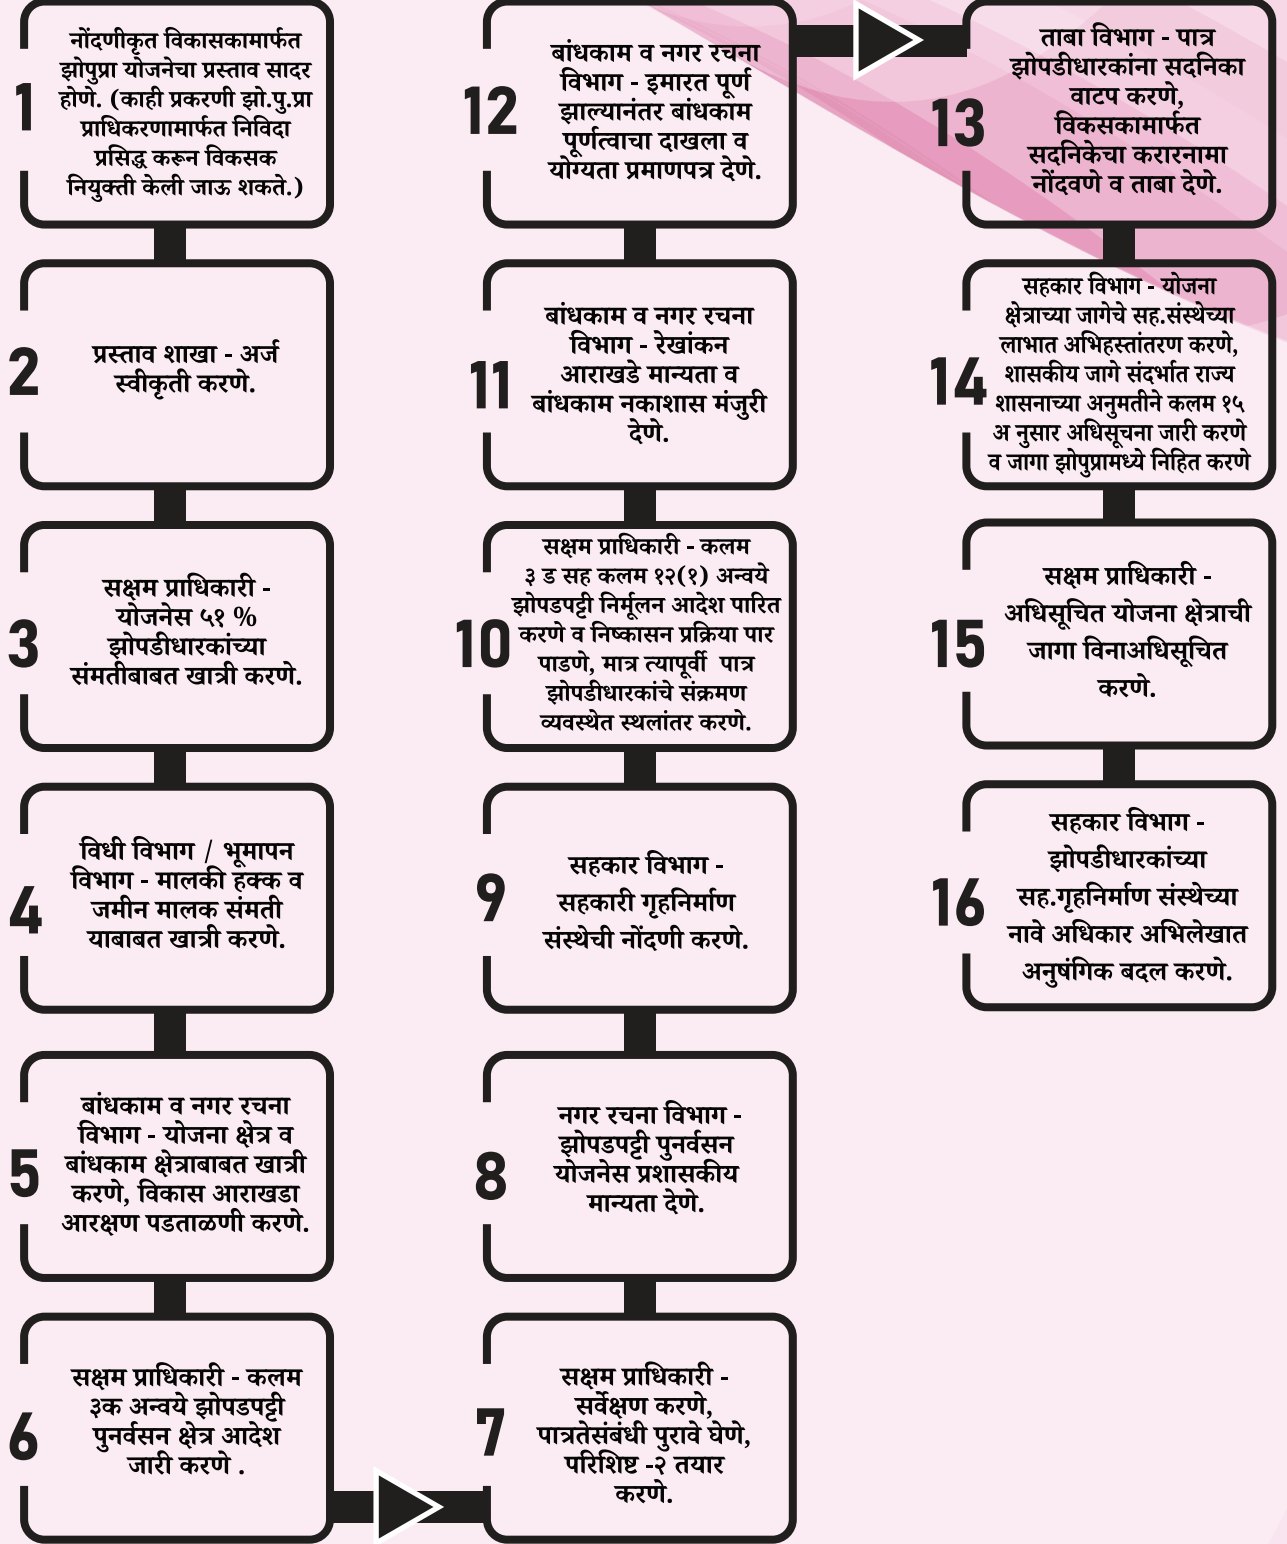 1
नोंदणीकृत विकासकामार्फत
झोपुप्रा योजनेचा प्रस्ताव सादर
होणे. (काही प्रकरणी झो.पु.प्रा
प्राधिकरणामार्फत निविदा
प्रसिद्ध करून विकसक
नियुक्ती केली जाऊ शकते.)
2
प्रस्ताव शाखा - अर्ज
स्वीकृती करणे.
3
सक्षम प्राधिकारी -
योजनेस ५१ %
झोपडीधारकांच्या
संमतीबाबत खात्री करणे.
4
विधी विभाग / भूमापन
विभाग - मालकी हक्क व
जमीन मालक संमती
याबाबत खात्री करणे.
5
बांधकाम व नगर रचना
विभाग - योजना क्षेत्र व
बांधकाम क्षेत्राबाबत खात्री
करणे, विकास आराखडा
आरक्षण पडताळणी करणे.
6
सक्षम प्राधिकारी - कलम
३क अन्वये झोपडपट्टी
पुनर्वसन क्षेत्र आदेश
जारी करणे .
7
सक्षम प्राधिकारी -
सर्वेक्षण करणे,
पात्रतेसंबंधी पुरावे घेणे,
परिशिष्ट -२ तयार
करणे.
8
नगर रचना विभाग -
झोपडपट्टी पुनर्वसन
योजनेस प्रशासकीय
मान्यता देणे.
9
सहकार विभाग -
सहकारी गृहनिर्माण
संस्थेची नोंदणी करणे.
10
सक्षम प्राधिकारी - कलम
३ ड सह कलम १२(१) अन्वये
झोपडपट्टी निर्मूलन आदेश पारित
करणे व निष्कासन प्रक्रिया पार
पाडणे, मात्र त्यापूर्वी पात्र
झोपडीधारकांचे संक्रमण
व्यवस्थेत स्थलांतर करणे.
11
बांधकाम व नगर रचना
विभाग - रेखांकन
आराखडे मान्यता व
बांधकाम नकाशास मंजुरी
देणे.
12
बांधकाम व नगर रचना
विभाग - इमारत पूर्ण
झाल्यानंतर बांधकाम
पूर्णत्वाचा दाखला व
योग्यता प्रमाणपत्र देणे.
13
ताबा विभाग - पात्र
झोपडीधारकांना सदनिका
वाटप करणे,
विकसकामार्फत
सदनिकेचा करारनामा
नोंदवणे व ताबा देणे.
14
सहकार विभाग - योजना
क्षेत्राच्या जागेचे सह.संस्थेच्या
लाभात अभिहस्तांतरण करणे,
शासकीय जागे संदर्भात राज्य
शासनाच्या अनुमतीने कलम १५
अ नुसार अधिसूचना जारी करणे
व जागा झोपुप्रामध्ये निहित करणे
15
सक्षम प्राधिकारी -
अधिसूचित योजना क्षेत्राची
जागा विनाअधिसूचित
करणे.
16
सहकार विभाग -
झोपडीधारकांच्या
सह.गृहनिर्माण संस्थेच्या
नावे अधिकार अभिलेखात
अनुषंगिक बदल करणे.